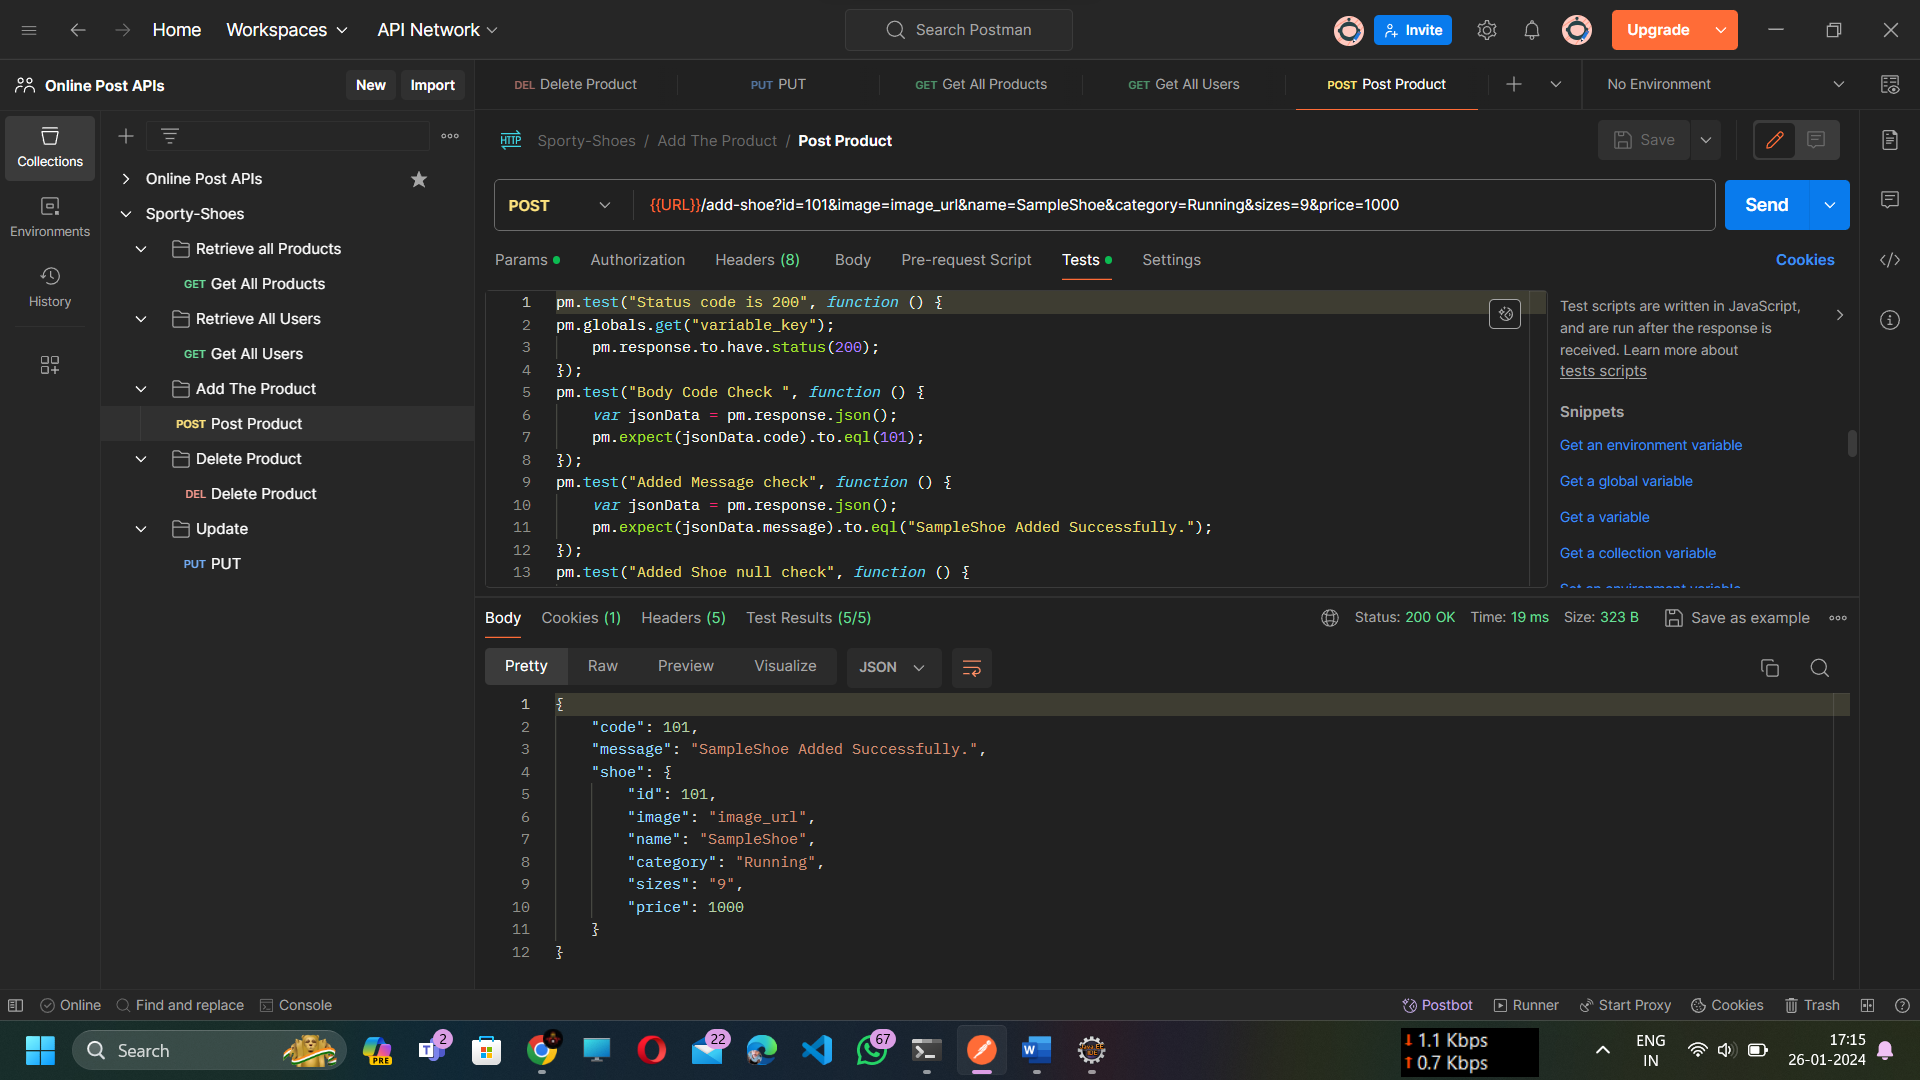 Home Workspaces API Network Search Postman Invite Upgrade
Online Post APIs New Import DEL Delete Product PUT PUT GET Get All Products GET Get All Users POST Post Product No Environment
Collections
Environments
History
Online Post APIs
Sporty-Shoes
Retrieve all Products
GET Get All Products
Retrieve All Users
GET Get All Users
Add The Product
POST Post Product
Delete Product
DEL Delete Product
Update
PUT PUT
HTTP Sporty-Shoes / Add The Product / Post Product Save
POST {{URL}}/add-shoe?id=101&image=image_url&name=SampleShoe&category=Running&sizes=9&price=1000 Send
Params Authorization Headers (8) Body Pre-request Script Tests Settings Cookies
1 pm.test("Status code is 200", function () {
2 pm.globals.get("variable_key");
3 pm.response.to.have.status(200);
4 });
5 pm.test("Body Code Check ", function () {
6 var jsonData = pm.response.json();
7 pm.expect(jsonData.code).to.eql(101);
8 });
9 pm.test("Added Message check", function () {
10 var jsonData = pm.response.json();
11 pm.expect(jsonData.message).to.eql("SampleShoe Added Successfully.");
12 });
13 pm.test("Added Shoe null check", function () {
Test scripts are written in JavaScript,
and are run after the response is
received. Learn more about
tests scripts
Snippets
Get an environment variable
Get a global variable
Get a variable
Get a collection variable
Set an environment variable
Body Cookies (1) Headers (5) Test Results (5/5) Status: 200 OK Time: 19 ms Size: 323 B Save as example
Pretty Raw Preview Visualize JSON
1 {
2 "code": 101,
3 "message": "SampleShoe Added Successfully.",
4 "shoe": {
5 "id": 101,
6 "image": "image_url",
7 "name": "SampleShoe",
8 "category": "Running",
9 "sizes": "9",
10 "price": 1000
11 }
12 }
Online Find and replace Console Postbot Runner Start Proxy Cookies Trash
Search PRE 2 22 67 1.1 Kbps ENG 17:15
0.7 Kbps IN 26-01-2024